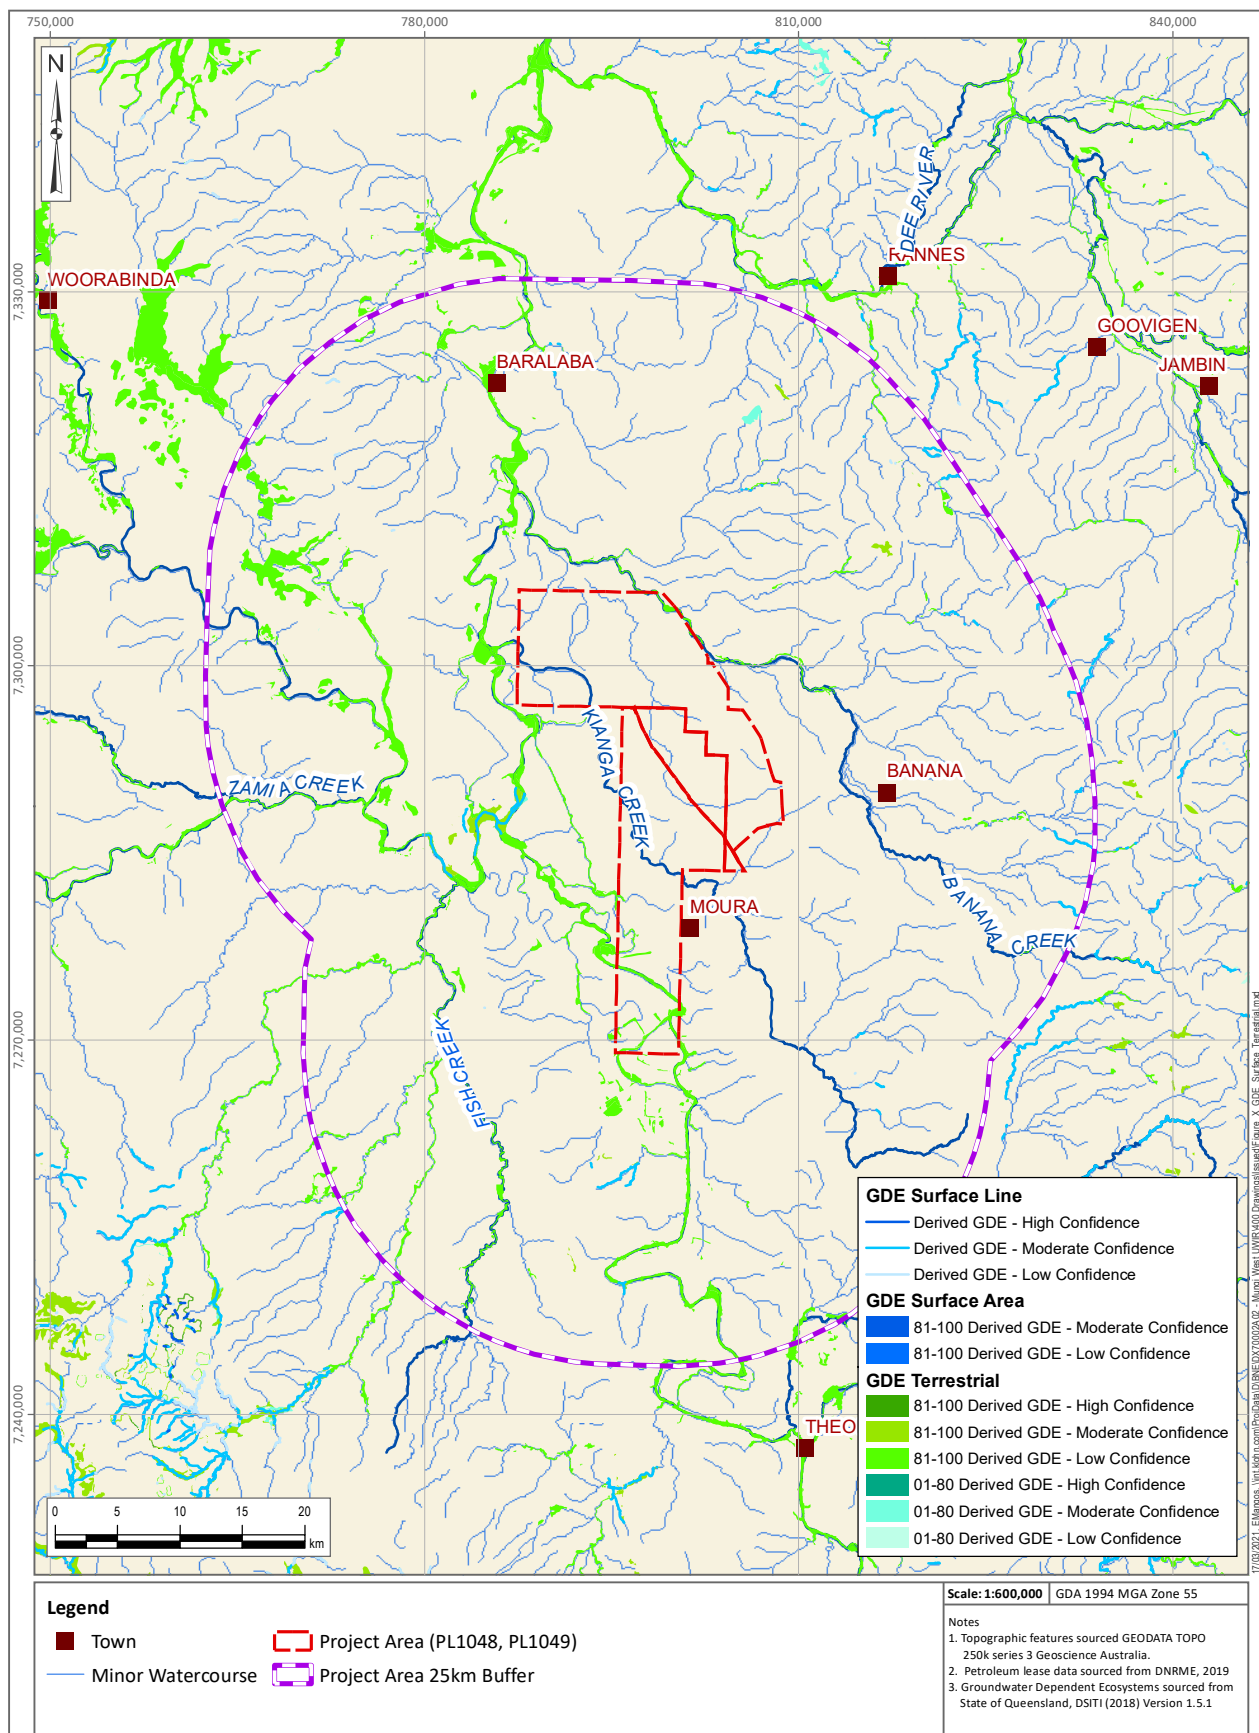 750,000
780,000
810,000
840,000
N
DEE RIVER
RANNES
WOORABINDA
7,330,000
GOOVIGEN
JAMBIN
BARALABA
7,300,000
KIANGA CREEK
BANANA
ZAMIA CREEK
BANANA CREEK
MOURA
7,270,000
FISH CREEK
7,240,000
THEO
GDE Surface Line
Derived GDE - High Confidence
Derived GDE - Moderate Confidence
Derived GDE - Low Confidence
GDE Surface Area
81-100 Derived GDE - Moderate Confidence
81-100 Derived GDE - Low Confidence
GDE Terrestrial
81-100 Derived GDE - High Confidence
81-100 Derived GDE - Moderate Confidence
81-100 Derived GDE - Low Confidence
01-80 Derived GDE - High Confidence
01-80 Derived GDE - Moderate Confidence
01-80 Derived GDE - Low Confidence
0 5 10 15 20
km
Legend
Town
Minor Watercourse
Project Area (PL1048, PL1049)
Project Area 25km Buffer
Scale: 1:600,000 GDA 1994 MGA Zone 55
Notes
1. Topographic features sourced GEODATA TOPO
250k series 3 Geoscience Australia.
2. Petroleum lease data sourced from DNRME, 2019
3. Groundwater Dependent Ecosystems sourced from
State of Queensland, DSITI (2018) Version 1.5.1